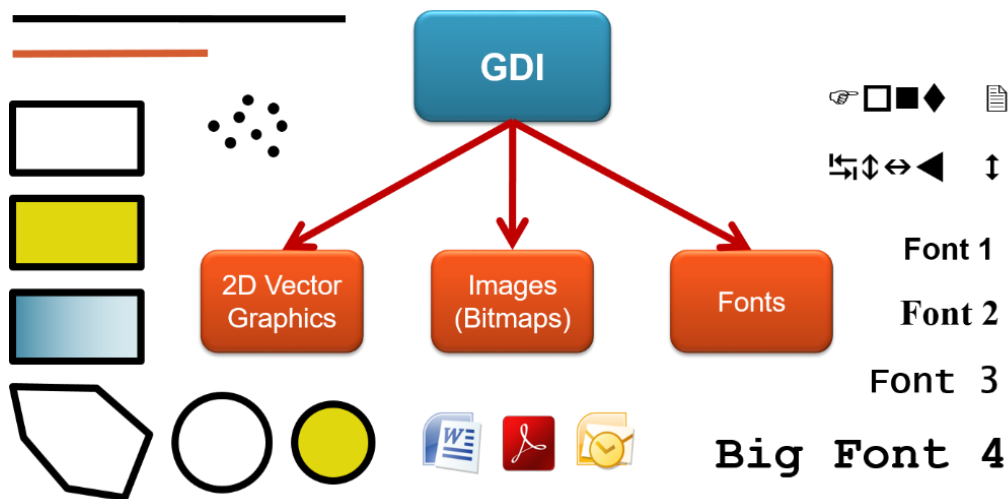 GDI
2D Vector
Graphics
Images
(Bitmaps)
Fonts
Font 1
Font 2
Font 3
Big Font 4
W